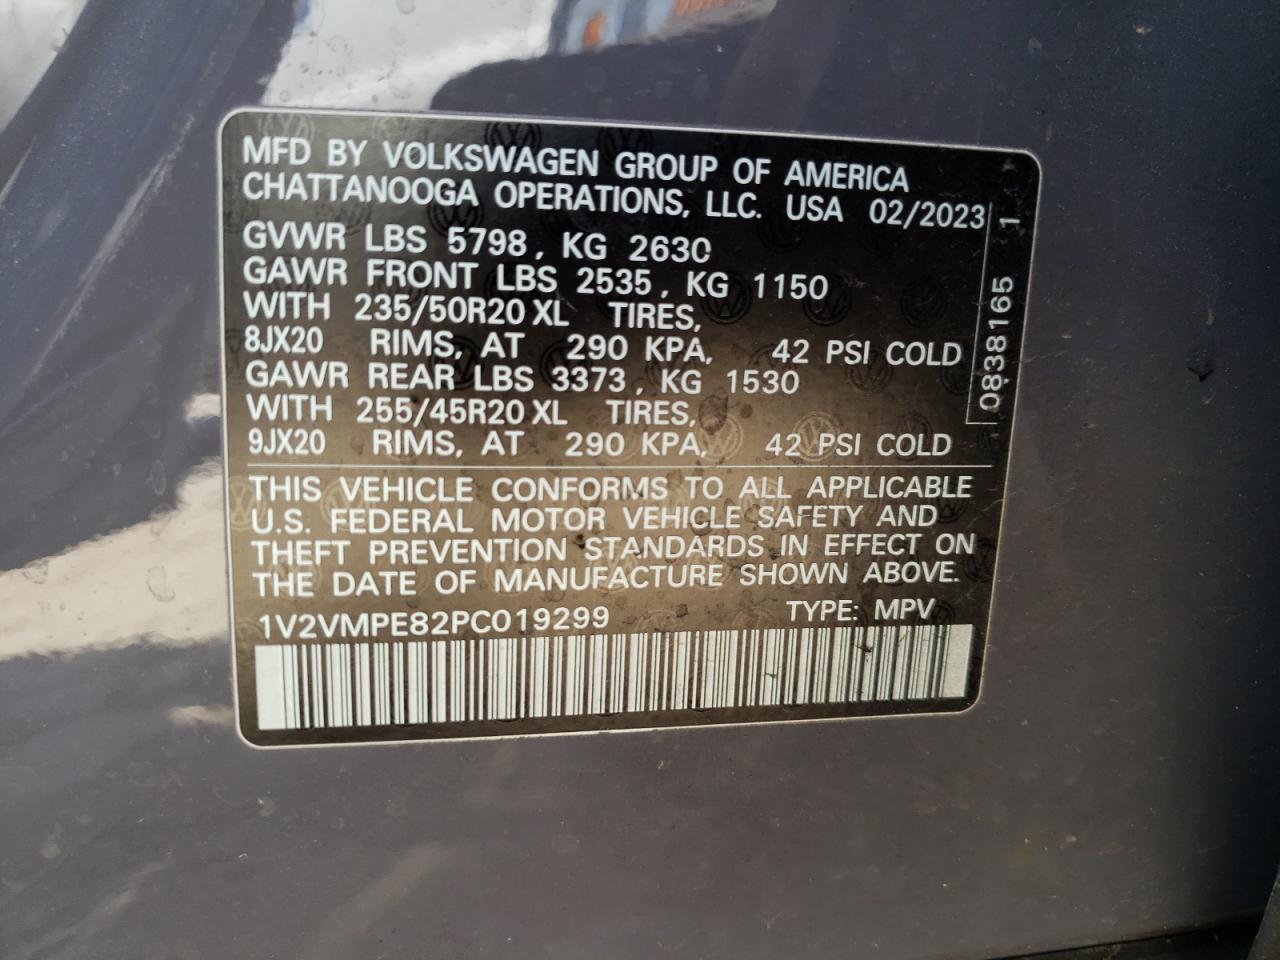 MFD BY VOLKSWAGEN GROUP OF AMERICA
CHATTANOOGA OPERATIONS, LLC. USA 02/2023
GVWR LBS 5798, KG 2630
GAWR FRONT LBS 2535, KG 1150
WITH 235/50R20 XL TIRES,
8JX20 RIMS, AT 290 KPA, 42 PSI COLD
GAWR REAR LBS 3373, KG 1530
WITH 255/45R20 XL TIRES,
9JX20 RIMS, AT 290 KPA, 42 PSI COLD
0838165 1
THIS VEHICLE CONFORMS TO ALL APPLICABLE
U.S. FEDERAL MOTOR VEHICLE SAFETY AND
THEFT PREVENTION STANDARDS IN EFFECT ON
THE DATE OF MANUFACTURE SHOWN ABOVE.
1V2VMPE82PC019299 TYPE: MPV